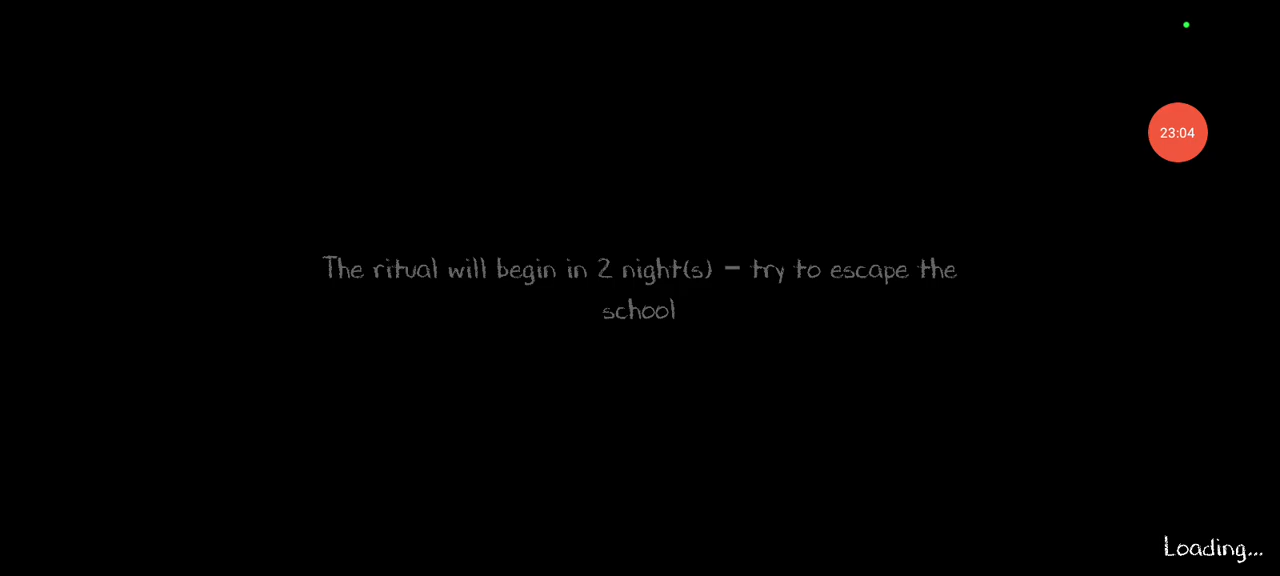 23:04
The ritual will begin in 2 night(s) - try to escape the
school
Loading...